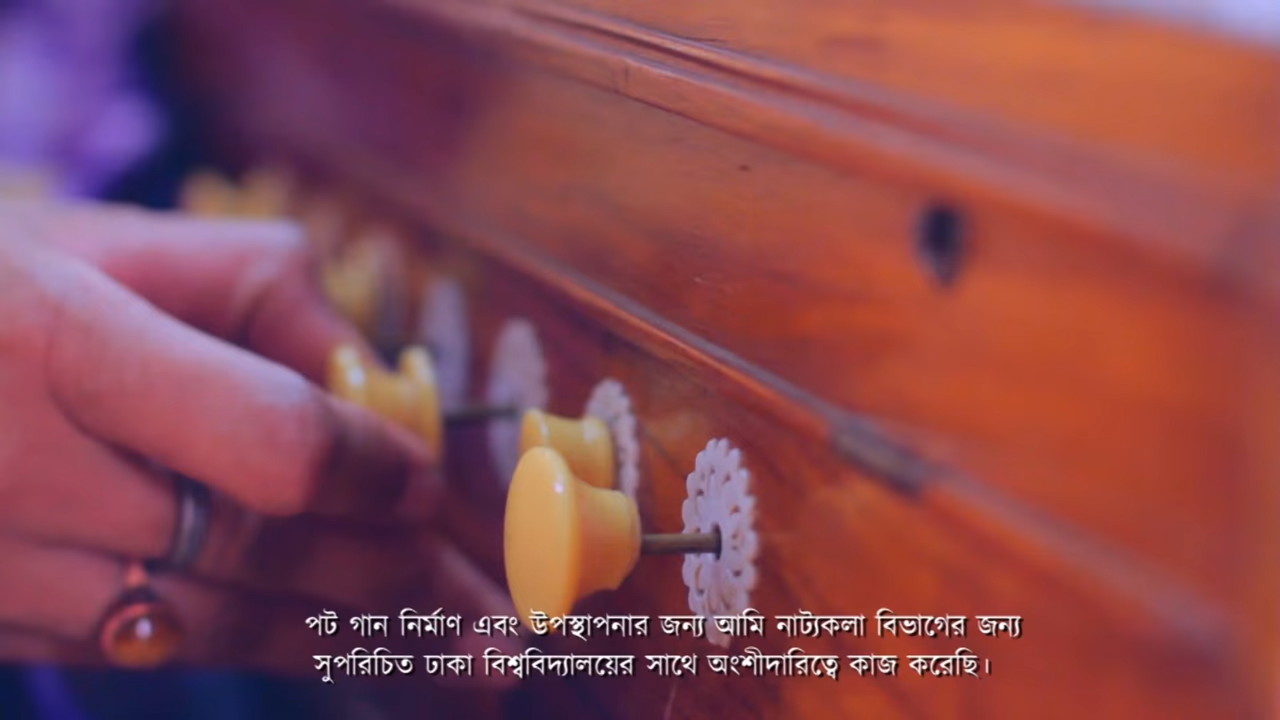 পট গান নির্মাণ এবং উপস্থাপনার জন্য আমি নাট্যকলা বিভাগের জন্য
সুপরিচিত ঢাকা বিশ্ববিদ্যালয়ের সাথে অংশীদারিত্বে কাজ করেছি।